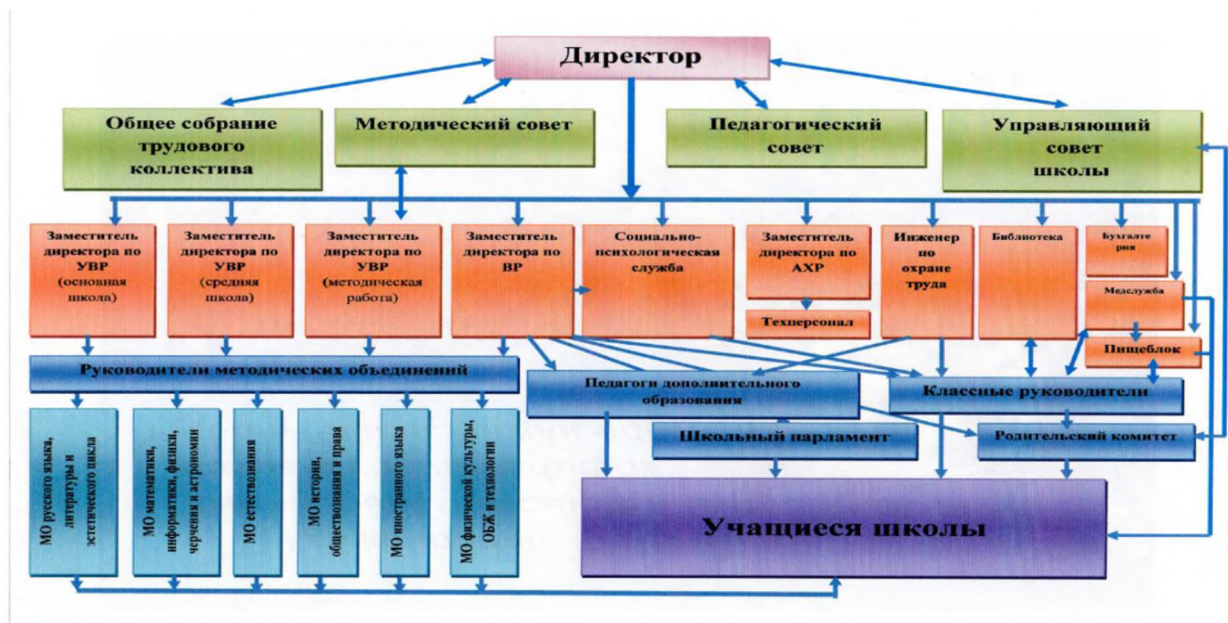 Директор
Общее собрание
трудового
коллектива
Методический совет
Педагогический
совет
Управляющий
совет
школы
Заместитель
директора по
УВР
(основная
школа)
Заместитель
директора по
УВР
(средняя
школа)
Заместитель
директора по
УВР
(методическая
работа)
Заместитель
директора по
ВР
Социально-
психологическая
служба
Заместитель
директора по
АХР
Инженер
по
охране
труда
Библиотека
Бухгалте
рия
Медслужба
Техперсонал
Пищеблок
Руководители методических объединений
Педагоги дополнительного
образования
Классные руководители
Школьный парламент
Родительский комитет
МО русского языка,
литературы и
эстетического цикла
МО математики,
информатики, физики,
черчения и астрономии
МО естествознания
МО истории,
обществознания и права
МО иностранного языка
МО физической культуры,
ОБЖ и технологии
Учащиеся школы